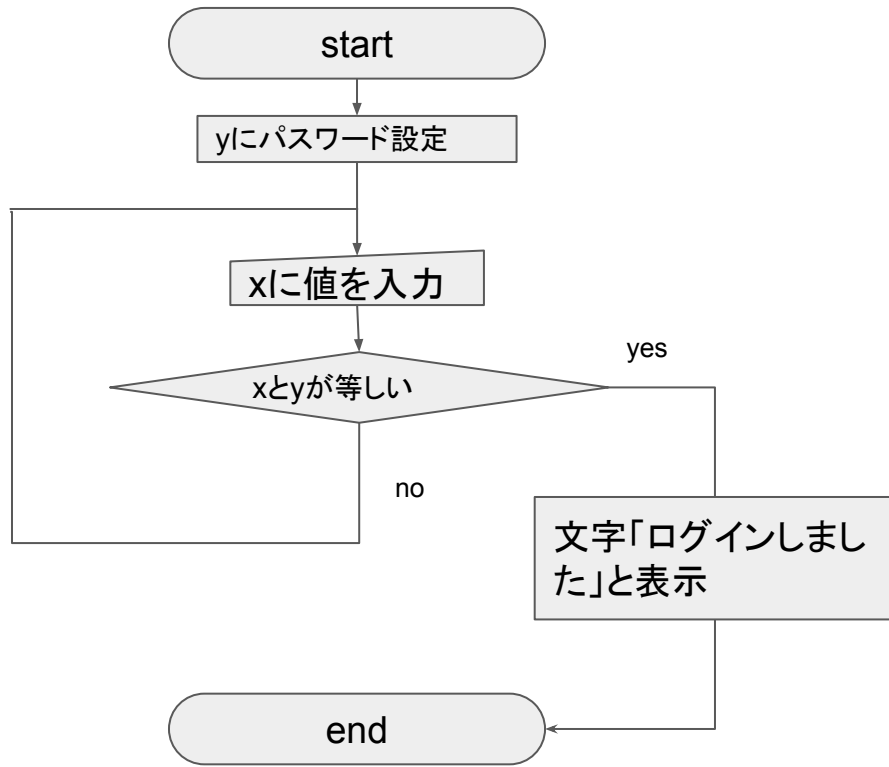 start
yにパスワード設定
xに値を入力
xとyが等しい
yes
no
文字「ログインしまし
た」と表示
end